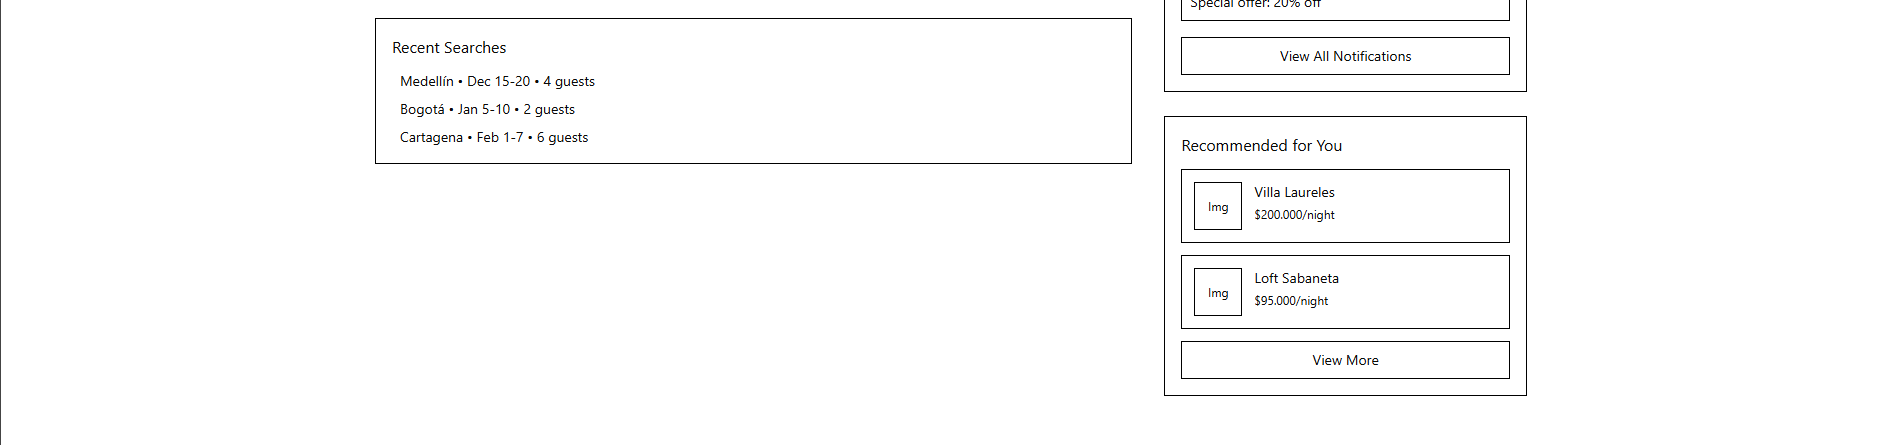 Recent Searches
Medellín • Dec 15-20 • 4 guests
Bogotá • Jan 5-10 • 2 guests
Cartagena • Feb 1-7 • 6 guests
Special offer: 20% off
View All Notifications
Recommended for You
Img
Villa Laureles
$200.000/night
Img
Loft Sabaneta
$95.000/night
View More